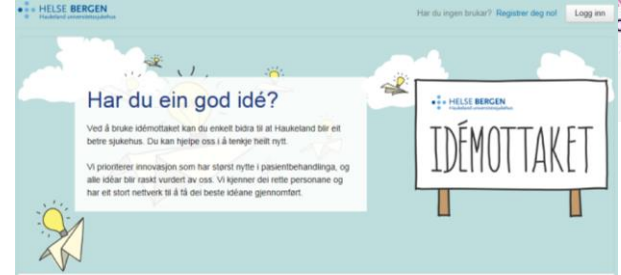 HELSE BERGEN
Haukeland universitetssjukehus
Har du ingen brukar? Registrer deg no! Logg inn
Har du ein god idé?
Ved å bruke idémottaket kan du enkelt bidra til at Haukeland blir eit
betre sjukehus. Du kan hjelpe oss i å tenkje heilt nytt.
Vi prioriterer innovasjon som har størst nytte i pasientbehandlinga, og
alle idéar blir raskt vurdert av oss. Vi kjenner dei rette personane og
har eit stort nettverk til å få dei beste idéane gjennomført.
HELSE BERGEN
IDÉMOTTAKET